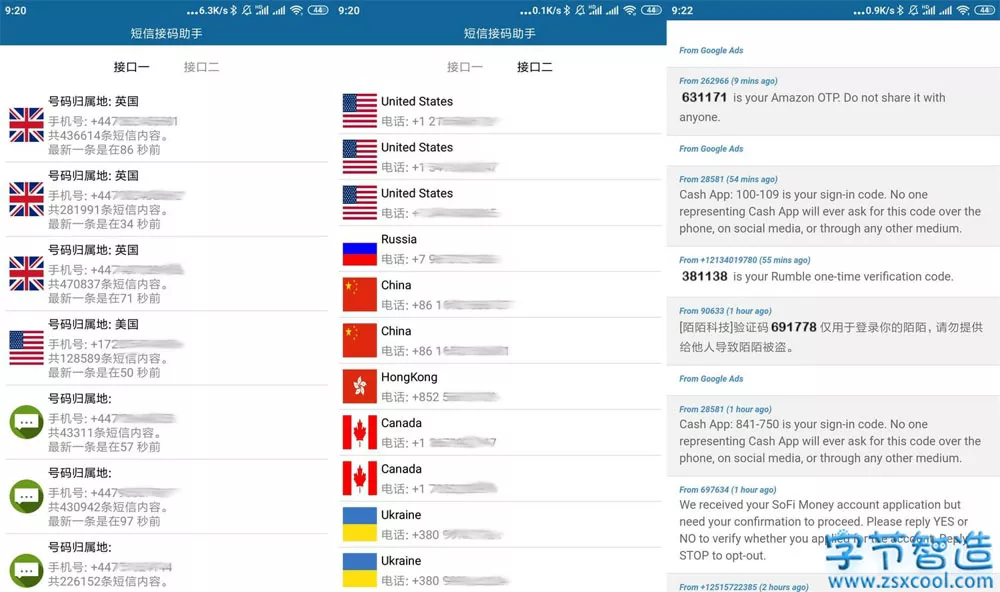 9:20
...6.3K/s
44
短信接码助手
接口一
接口二
号码归属地: 英国
手机号: +447
共436614条短信内容。
最新一条是在86 秒前
号码归属地: 英国
手机号: +447
共281991条短信内容。
最新一条是在34 秒前
号码归属地: 英国
手机号: +447
共470837条短信内容。
最新一条是在71 秒前
号码归属地: 美国
手机号: +172
共128589条短信内容。
最新一条是在50 秒前
号码归属地:
手机号: +447
共43311条短信内容。
最新一条是在57 秒前
号码归属地:
手机号: +447
共430942条短信内容。
最新一条是在97 秒前
号码归属地:
手机号: +447
共226152条短信内容。
9:20
...0.1K/s
44
短信接码助手
接口一
接口二
United States
电话: +1 2
United States
电话: +1
United States
电话: +
Russia
电话: +7 9
China
电话: +86 1
China
电话: +86 1
HongKong
电话: +852 5
Canada
电话: +1
Canada
电话: +1
Ukraine
电话: +380
Ukraine
电话: +380
9:22
...0.9K/s
44
From Google Ads
From 262966 (9 mins ago)
631171 is your Amazon OTP. Do not share it with
anyone.
From Google Ads
From 28581 (54 mins ago)
Cash App: 100-109 is your sign-in code. No one
representing Cash App will ever ask for this code over the
phone, on social media, or through any other medium.
From +12134019780 (55 mins ago)
381138 is your Rumble one-time verification code.
From 90633 (1 hour ago)
[陌陌科技]验证码 691778 仅用于登录你的陌陌，请勿提供
给他人导致陌陌被盗。
From Google Ads
From 28581 (1 hour ago)
Cash App: 841-750 is your sign-in code. No one
representing Cash App will ever ask for this code over the
phone, on social media, or through any other medium.
From 697634 (1 hour ago)
We received your SoFi Money account application but
need your confirmation to proceed. Please reply YES or
NO to verify whether you applied for the account. Reply
STOP to opt-out.
From +12515722385 (2 hours ago)
字节智造
www.zsxcool.com